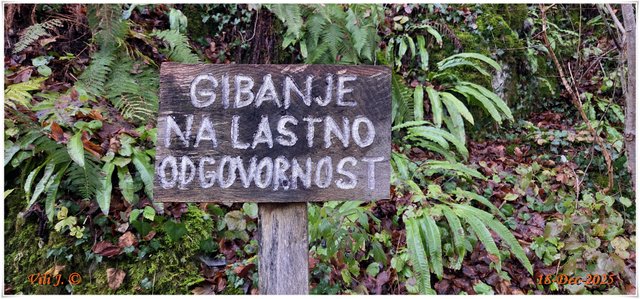 GIBANJE
NA LASTNO
ODGOVORNOST
Vili J. ©
18-Dec-2025